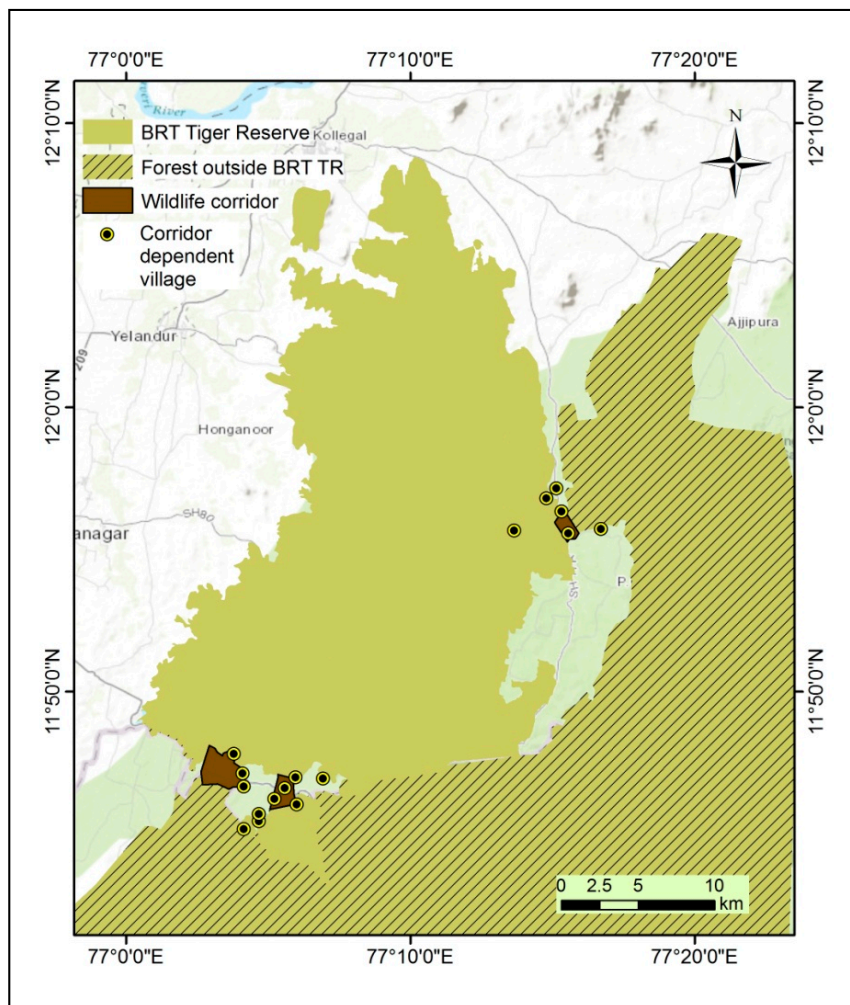 77°0'0"E 77°10'0"E 77°20'0"E
12°10'0"N 12°10'0"N
River
N
Kollegal
BRT Tiger Reserve
Forest outside BRT TR
Wildlife corridor
Corridor
dependent
village
Ajjipura
Yelandur
209
12°0'0"N 12°0'0"N
Honganoor
SH80
anagar
P.
SH
11°50'0"N 11°50'0"N
0 2.5 5 10
km
77°0'0"E 77°10'0"E 77°20'0"E